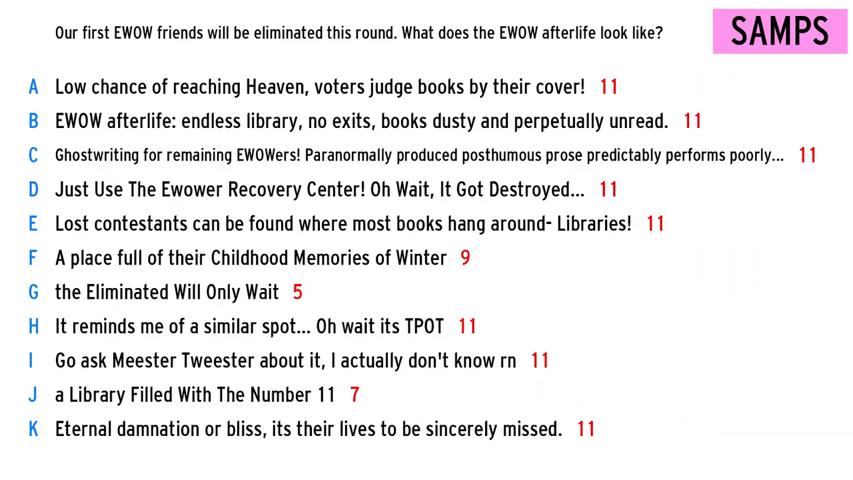 Our first EWOW friends will be eliminated this round. What does the EWOW afterlife look like?
SAMPS
A Low chance of reaching Heaven, voters judge books by their cover! 11
B EWOW afterlife: endless library, no exits, books dusty and perpetually unread. 11
C Ghostwriting for remaining EWOWers! Paranormally produced posthumous prose predictably performs poorly... 11
D Just Use The Ewower Recovery Center! Oh Wait, It Got Destroyed... 11
E Lost contestants can be found where most books hang around- Libraries! 11
F A place full of their Childhood Memories of Winter 9
G the Eliminated Will Only Wait 5
H It reminds me of a similar spot... Oh wait its TPOT 11
I Go ask Meester Tweester about it, I actually don't know rn 11
J a Library Filled With The Number 11 7
K Eternal damnation or bliss, its their lives to be sincerely missed. 11